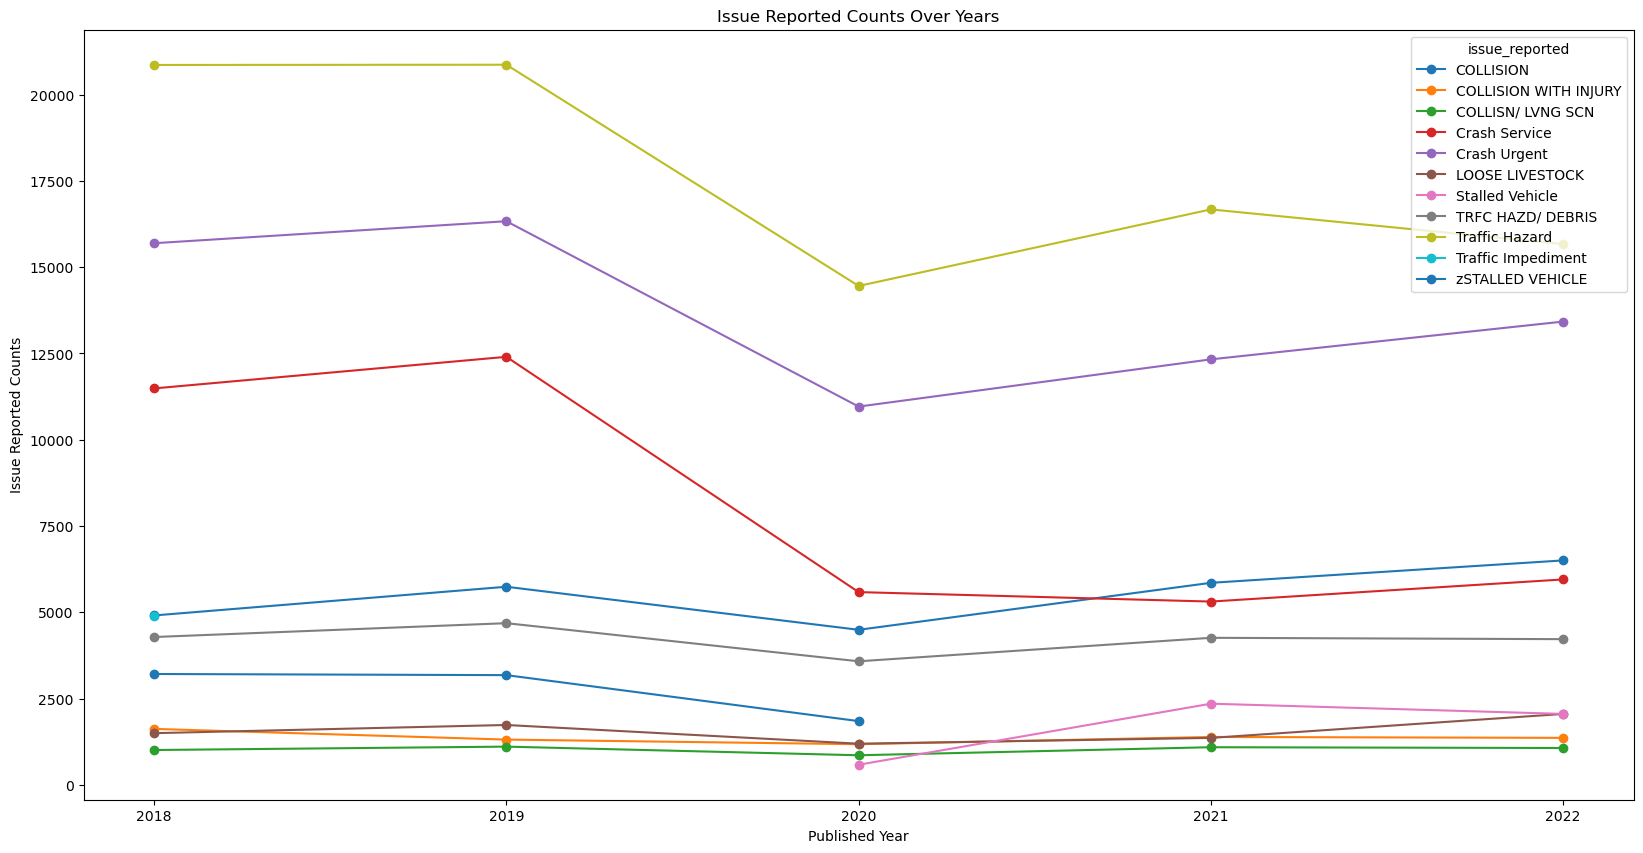 Issue Reported Counts Over Years
issue_reported
COLLISION
COLLISION WITH INJURY
COLLISN/ LVNG SCN
Crash Service
Crash Urgent
LOOSE LIVESTOCK
Stalled Vehicle
TRFC HAZD/ DEBRIS
Traffic Hazard
Traffic Impediment
zSTALLED VEHICLE
Issue Reported Counts
20000
17500
15000
12500
10000
7500
5000
2500
0
2018 2019 2020 2021 2022
Published Year